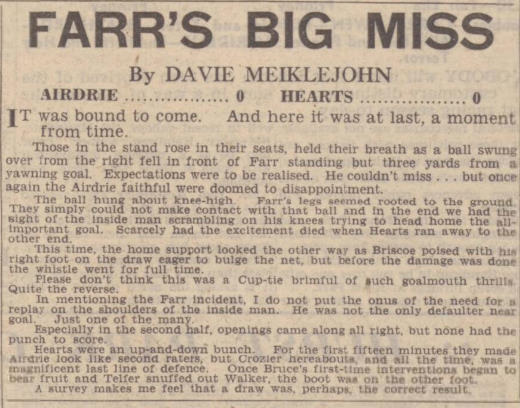 FARR'S BIG MISS
By DAVIE MEIKLEJOHN
AIRDRIE .................. 0 HEARTS .................. 0
IT was bound to come. And here it was at last, a moment
from time.
Those in the stand rose in their seats, held their breath as a ball swung
over from the right fell in front of Farr standing but three yards from a
yawning goal. Expectations were to be realised. He couldn't miss . . . but once
again the Airdrie faithful were doomed to disappointment.
The ball hung about knee-high. Farr's legs seemed rooted to the ground.
They simply could not make contact with that ball and in the end we had the
sight of the inside man scrambling on his knees trying to head home the all-
important goal. Scarcely had the excitement died when Hearts ran away to the
other end.
This time, the home support looked the other way as Briscoe poised with his
right foot on the draw eager to bulge the net, but before the damage was done
the whistle went for full time.
Please don't think this was a Cup-tie brimful of such goalmouth thrills.
Quite the reverse.
In mentioning the Farr incident, I do not put the onus of the need for a
replay on the shoulders of the inside man. He was not the only defaulter near
goal. Just one of the many.
Especially in the second half, openings came along all right, but none had the
punch to score.
Hearts were an up-and-down bunch. For the first fifteen minutes they made
Airdrie look like second raters, but Crozier hereabouts, and all the time, was a
magnificent last line of defence. Once Bruce's first-time interventions began to
bear fruit and Telfer snuffed out Walker, the boot was on the other foot.
A survey makes me feel that a draw was, perhaps, the correct result.